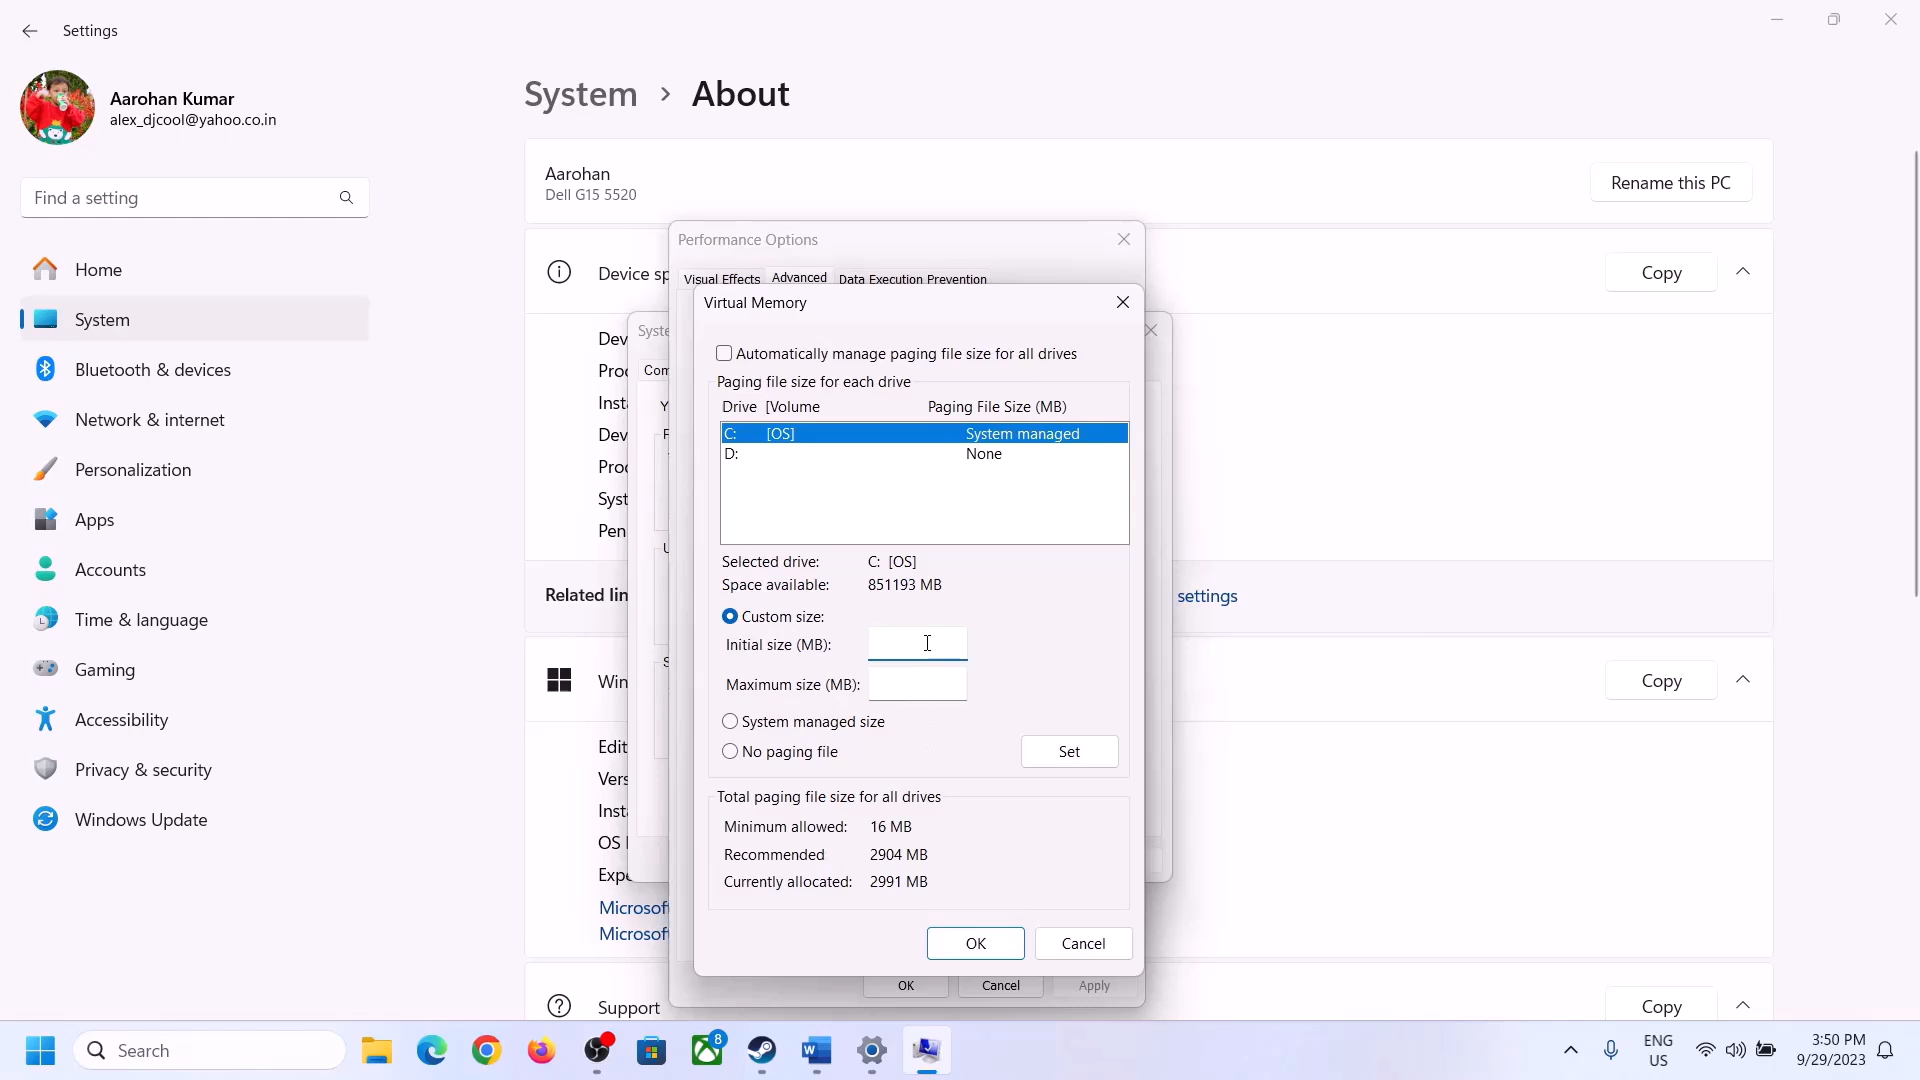 Settings
Aarohan Kumar
alex_djcool@yahoo.co.in
Find a setting
Home
System
Bluetooth & devices
Network & internet
Personalization
Apps
Accounts
Time & language
Gaming
Accessibility
Privacy & security
Windows Update
System > About
Aarohan
Dell G15 5520
Rename this PC
Device sp
Copy
Dev
Proc
Inst
Dev
Proc
Syst
Pen
Related lin
settings
Win
Copy
Edit
Vers
Inst
OS
Expe
Microsof
Microsof
Support
Copy
Syste
Com
Performance Options
Visual Effects
Advanced
Data Execution Prevention
OK
Cancel
Apply
Virtual Memory
Automatically manage paging file size for all drives
Paging file size for each drive
Drive [Volume Paging File Size (MB)
C: [OS] System managed
D: None
Selected drive: C: [OS]
Space available: 851193 MB
Custom size:
Initial size (MB):
Maximum size (MB):
System managed size
No paging file
Set
Total paging file size for all drives
Minimum allowed: 16 MB
Recommended 2904 MB
Currently allocated: 2991 MB
OK
Cancel
Search
8
ENG
US
3:50 PM
9/29/2023